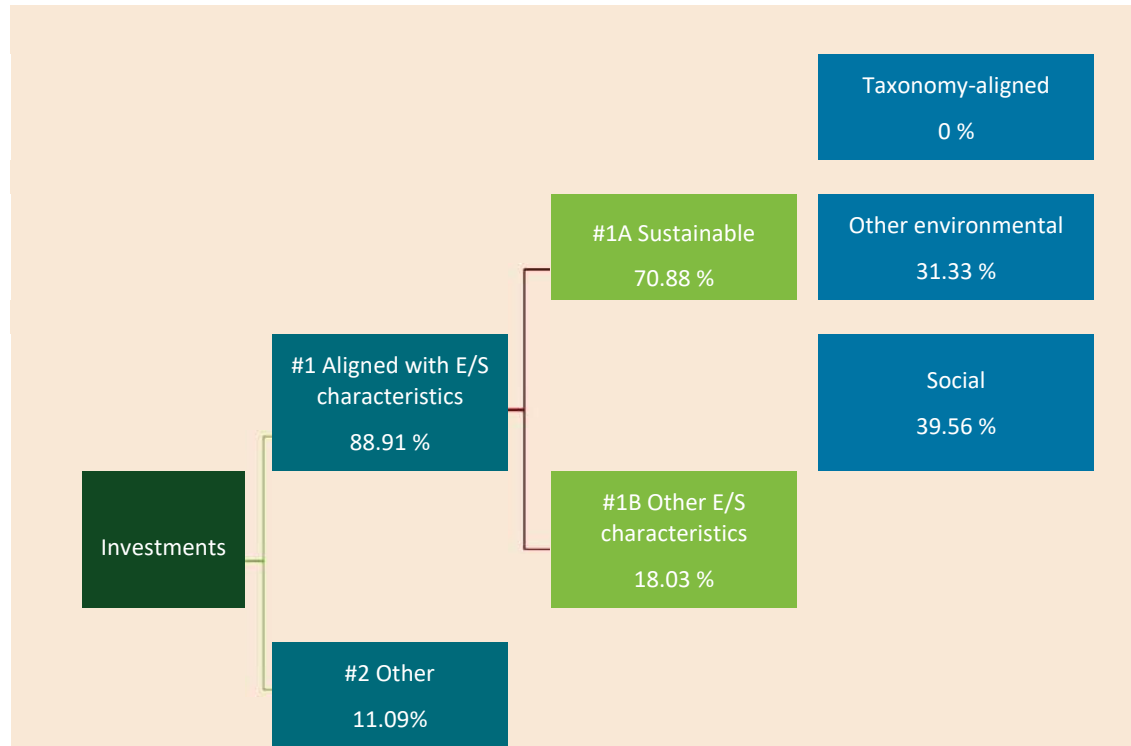 Investments
#1 Aligned with E/S
characteristics
88.91 %
#2 Other
11.09%
#1A Sustainable
70.88 %
#1B Other E/S
characteristics
18.03 %
Taxonomy-aligned
0 %
Other environmental
31.33 %
Social
39.56 %